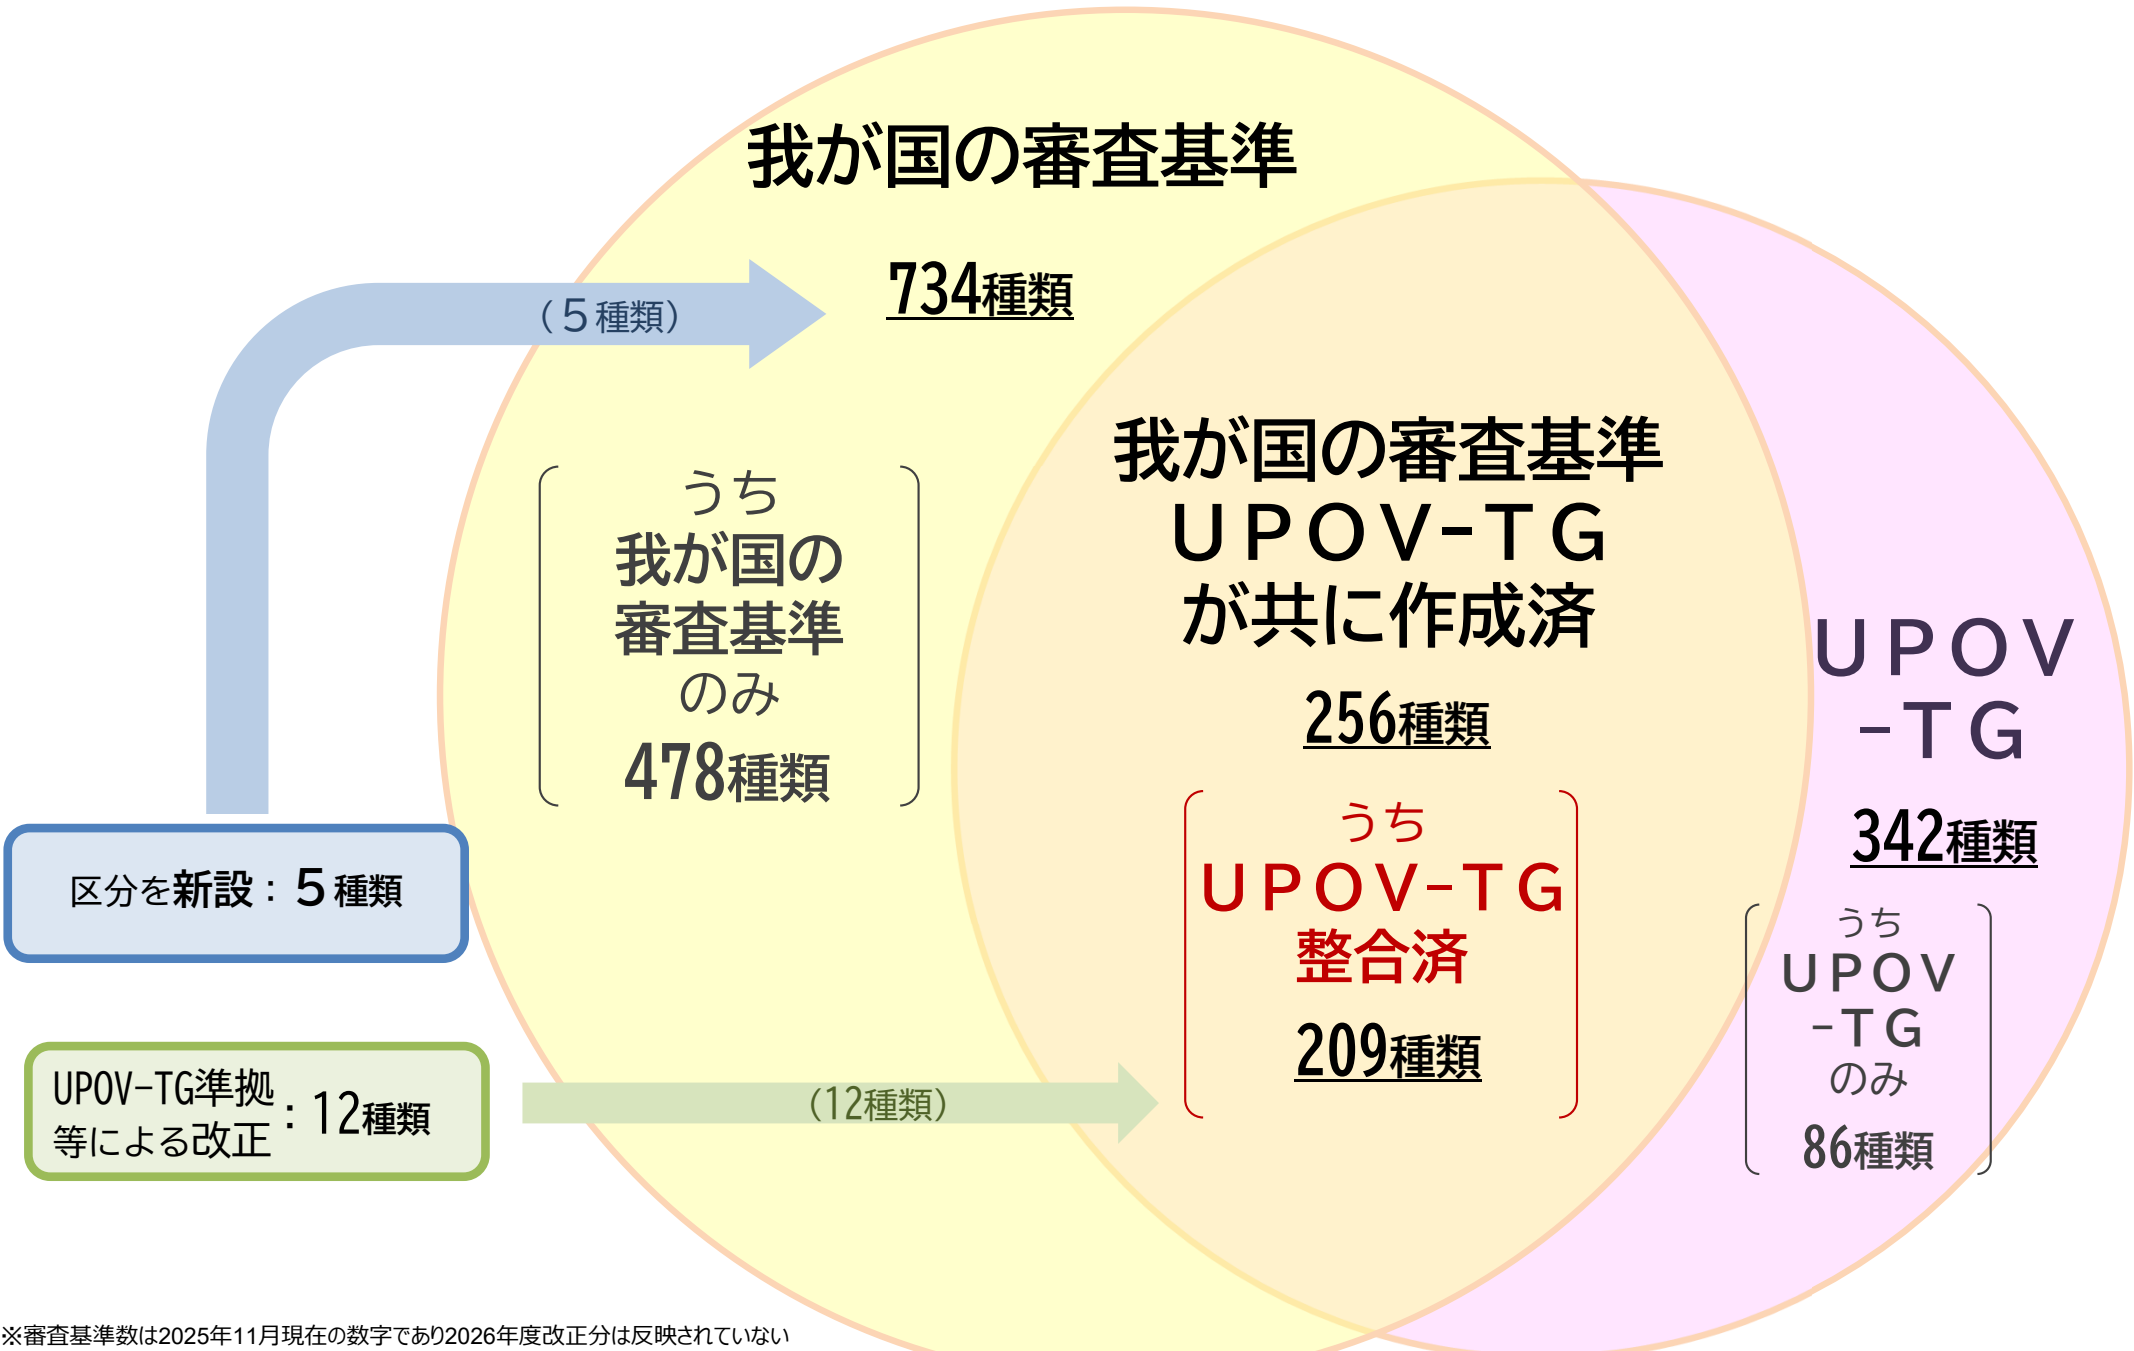 我が国の審査基準
734種類
(５種類)
うち
我が国の
審査基準
のみ
478種類
我が国の審査基準
ＵＰＯＶ-ＴＧ
が共に作成済
256種類
うち
ＵＰＯＶ-ＴＧ
整合済
209種類
ＵＰＯＶ
-ＴＧ
342種類
うち
ＵＰＯＶ
-ＴＧ
のみ
86種類
区分を新設：５種類
UPOV-TG準拠
等による改正：12種類
(12種類)
※審査基準数は2025年11月現在の数字であり2026年度改正分は反映されていない